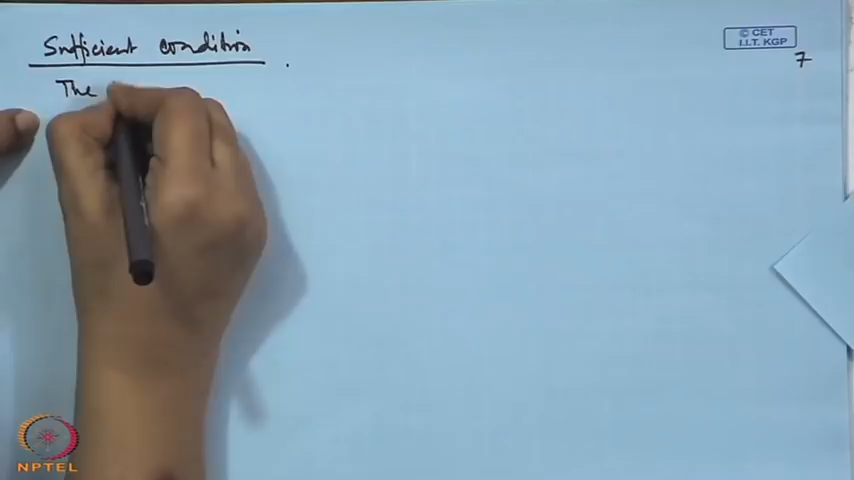 Sufficient condition .
The
© CET
I.I.T. KGP
7
NPTEL